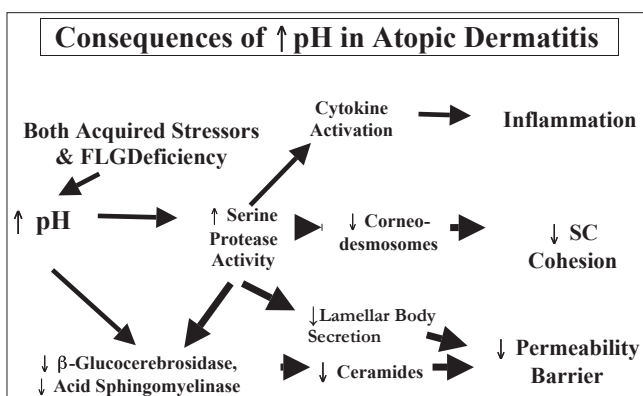 Consequences of ↑ pH in Atopic Dermatitis
Cytokine
Activation
Inflammation
Both Acquired Stressors
& FLGDeficiency
↑ pH
↑ Serine
Protease
Activity
↓ Corneo-
desmosomes
↓ SC
Cohesion
↓Lamellar Body
Secretion
↓ β-Glucocerebrosidase,
↓ Acid Sphingomyelinase
↓ Ceramides
↓ Permeability
Barrier